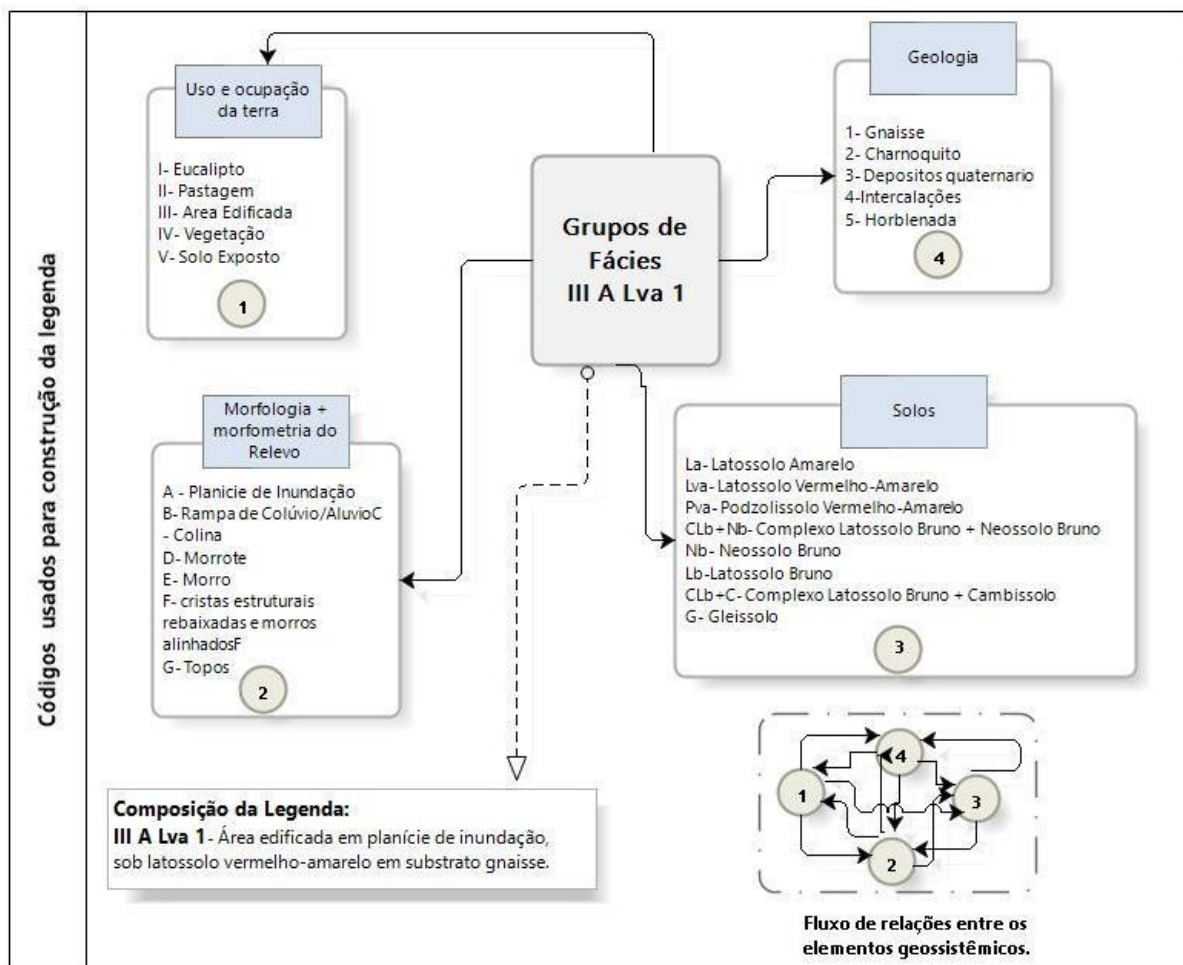 Códigos usados para construção da legenda
Uso e ocupação
da terra
I- Eucalipto
II- Pastagem
III- Area Edificada
IV- Vegetação
V- Solo Exposto
1
Geologia
1- Gnaisse
2- Charnoquito
3- Depositos quaternario
4-Intercalações
5- Horblenada
4
Grupos de
Fácies
III A Lva 1
Morfologia +
morfometria do
Relevo
A - Planicie de Inundação
B- Rampa de Colúvio/AluvioC
- Colina
D- Morrote
E- Morro
F- cristas estruturais
rebaixadas e morros
alinhadosF
G- Topos
2
Solos
La- Latossolo Amarelo
Lva- Latossolo Vermelho-Amarelo
Pva- Podzolissolo Vermelho-Amarelo
CLb+Nb- Complexo Latossolo Bruno + Neossolo Bruno
Nb- Neossolo Bruno
Lb-Latossolo Bruno
CLb+C- Complexo Latossolo Bruno + Cambissolo
G- Gleissolo
3
Composição da Legenda:
III A Lva 1- Área edificada em planície de inundação,
sob latossolo vermelho-amarelo em substrato gnaisse.
4
1
3
2
Fluxo de relações entre os
elementos geossistêmicos.